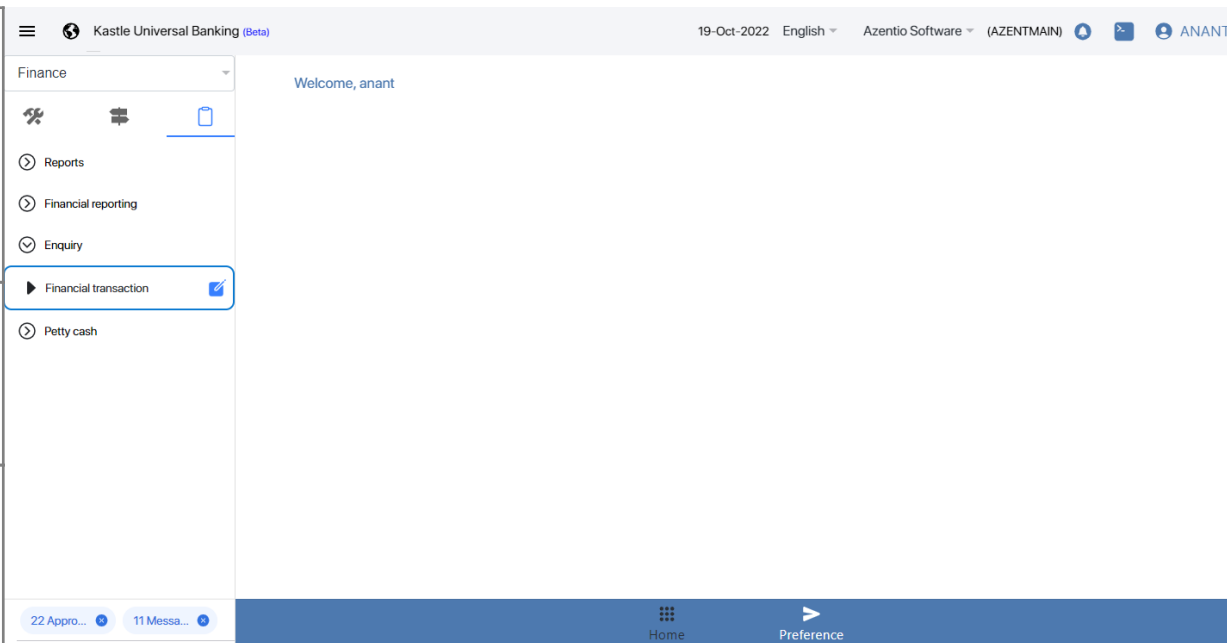 Kastle Universal Banking (Beta)
19-Oct-2022 English Azentio Software (AZENTMAIN) ANANT
Finance
Welcome, anant
Reports
Financial reporting
Enquiry
Financial transaction
Petty cash
22 Appro... 11 Messa...
Home Preference